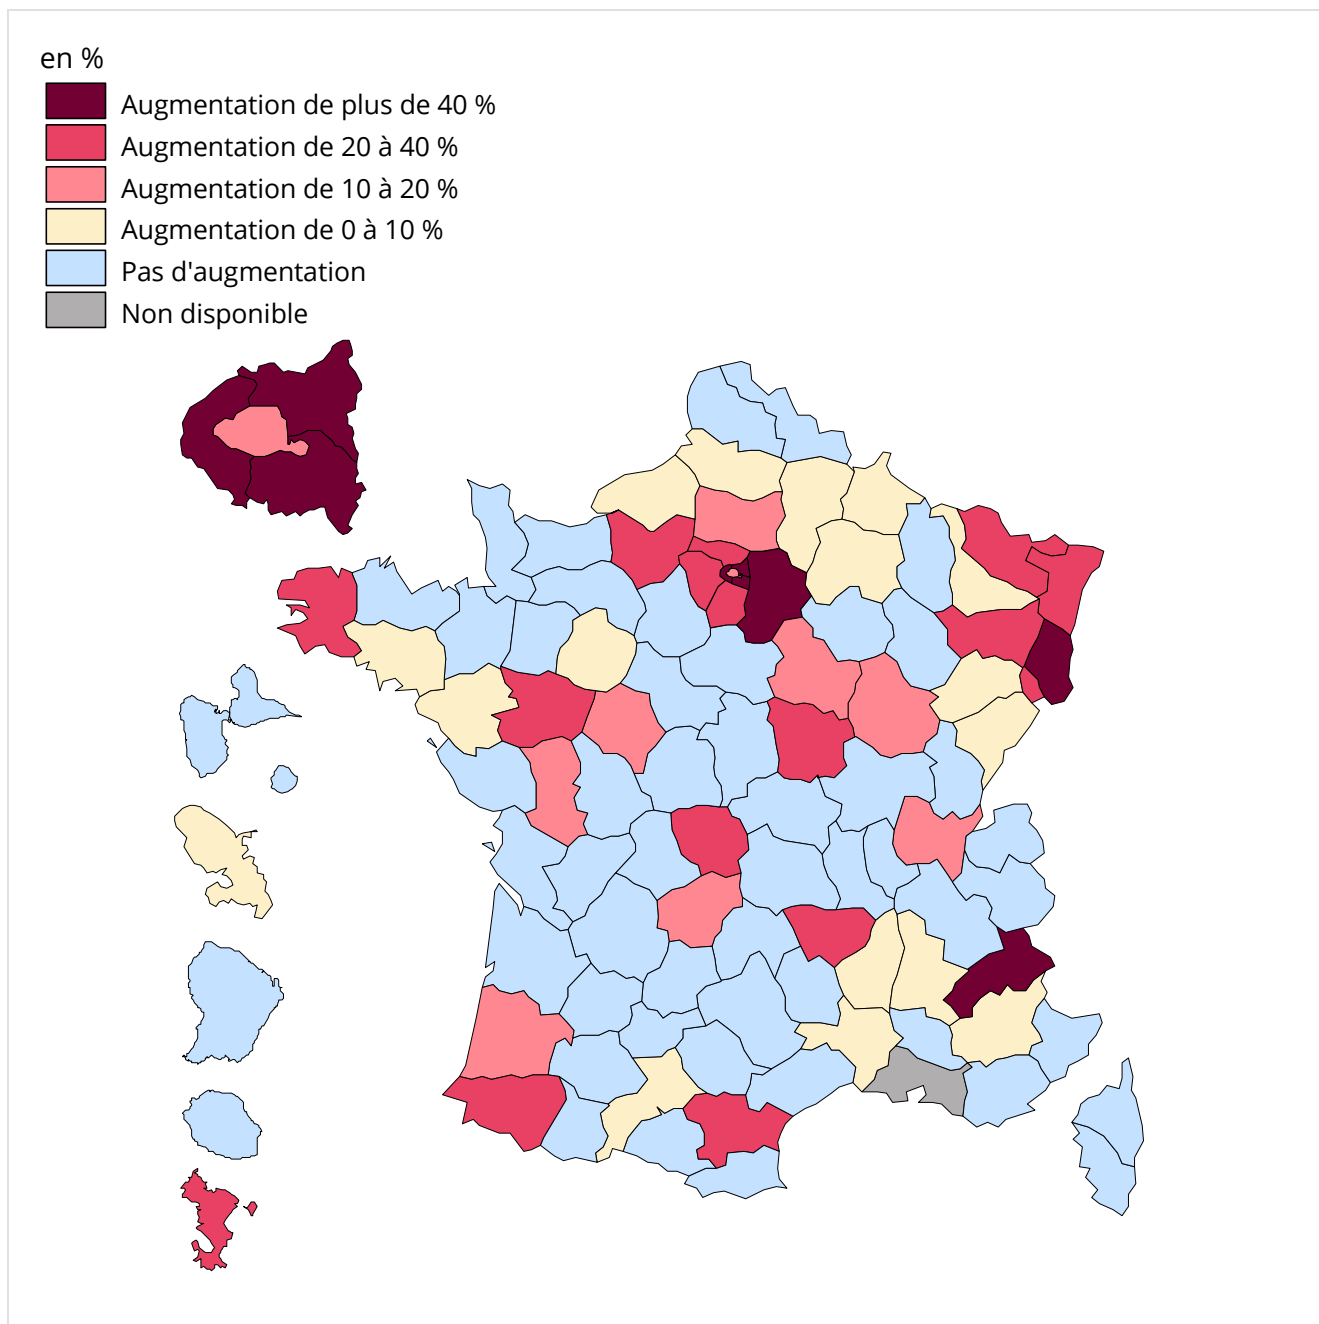 en %
Augmentation de plus de 40 %
Augmentation de 20 à 40 %
Augmentation de 10 à 20 %
Augmentation de 0 à 10 %
Pas d'augmentation
Non disponible